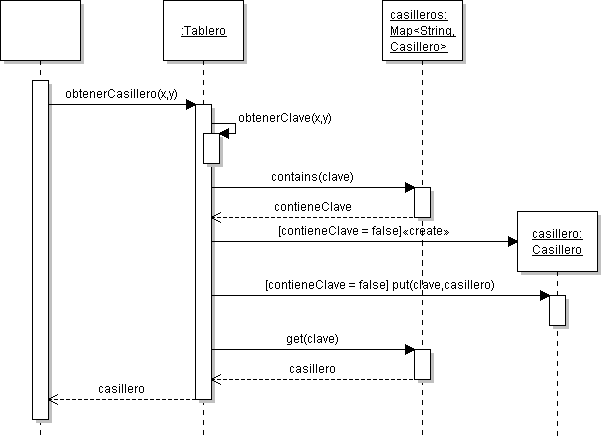 :Tablero
casilleros:
Map<String,
Casillero>
obtenerCasillero(x,y)
obtenerClave(x,y)
contains(clave)
contieneClave
[contieneClave = false]«create»
casillero:
Casillero
[contieneClave = false] put(clave,casillero)
get(clave)
casillero
casillero